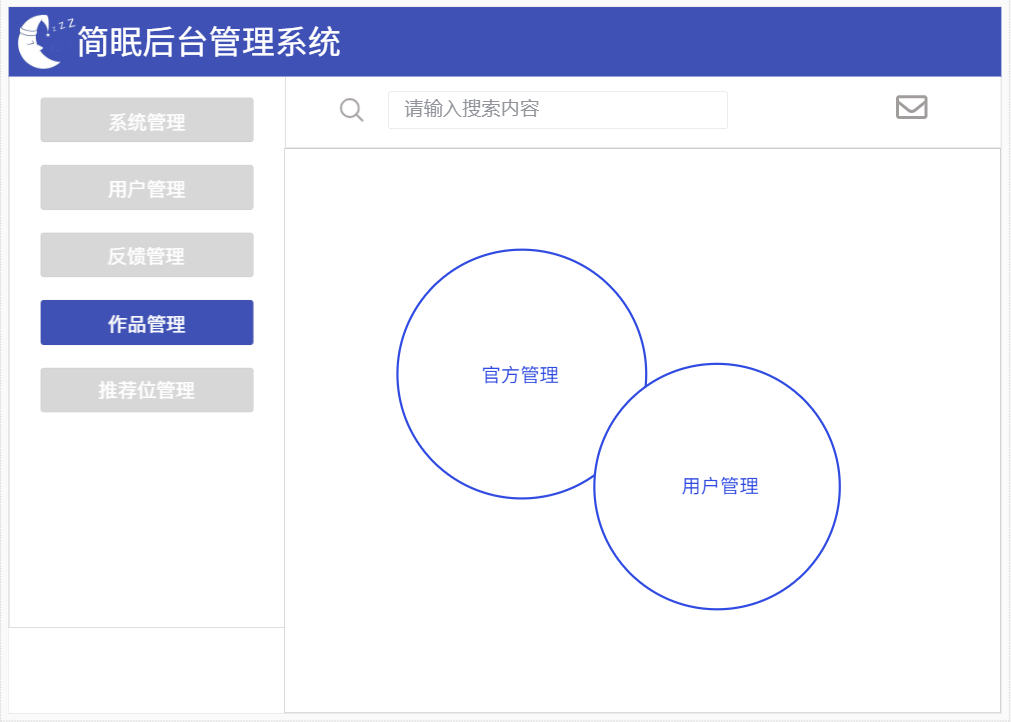 zzZ
简眠后台管理系统
系统管理
用户管理
反馈管理
作品管理
推荐位管理
请输入搜索内容
官方管理
用户管理